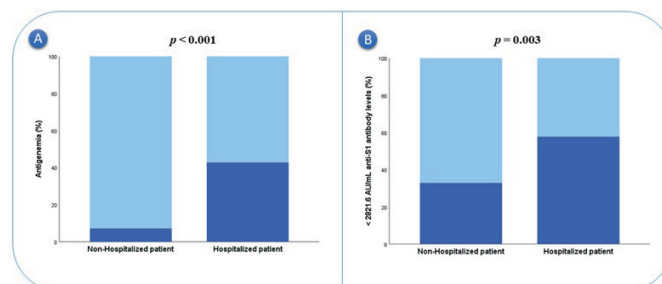 A
p < 0.001
Antigenemia (%)
100
80
60
40
20
0
Non-Hospitalized patient
Hospitalized patient
B
p = 0.003
< 2821.6 AU/mL anti-S1 antibody levels (%)
100
80
60
40
20
0
Non-Hospitalized patient
Hospitalized patient